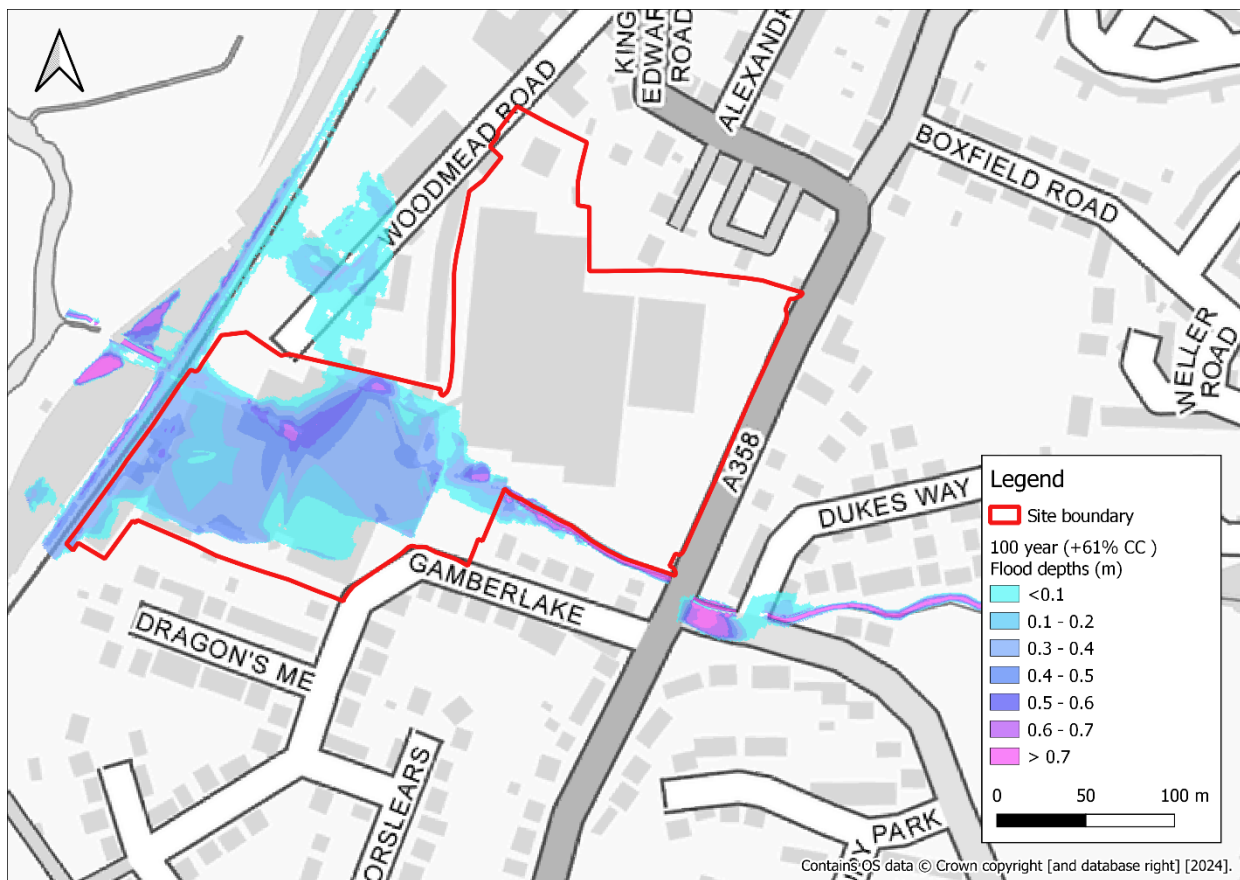 KING
EDWAR
ROAD
ALEXANDR
WOODMEAD ROAD
BOXFIELD ROAD
WELLER
ROAD
A358
DUKES WAY
GAMBERLAKE
DRAGON'S ME
ORSLEARS
PARK
Legend
Site boundary
100 year (+61% CC )
Flood depths (m)
<0.1
0.1 - 0.2
0.3 - 0.4
0.4 - 0.5
0.5 - 0.6
0.6 - 0.7
> 0.7
0 50 100 m
Contains OS data © Crown copyright [and database right] [2024].